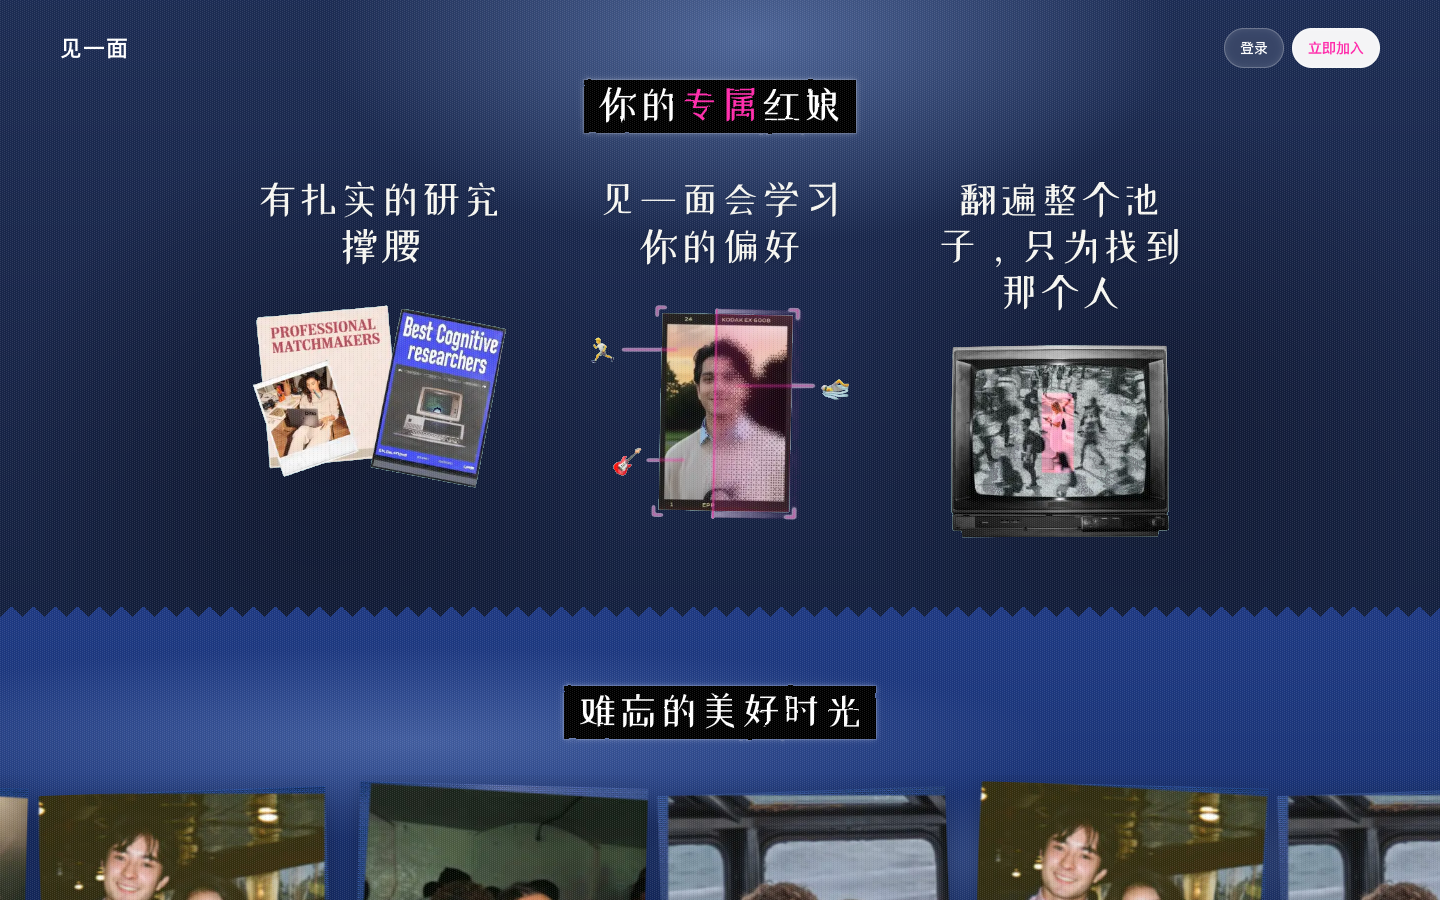 见一面
登录
立即加入
你的专属红娘
有扎实的研究
撑腰
见一面会学习
你的偏好
翻遍整个池
子，只为找到
那个人
PROFESSIONAL
MATCHMAKERS
Best Cognitive
researchers
24
KODAK EX 6008
1
难忘的美好时光